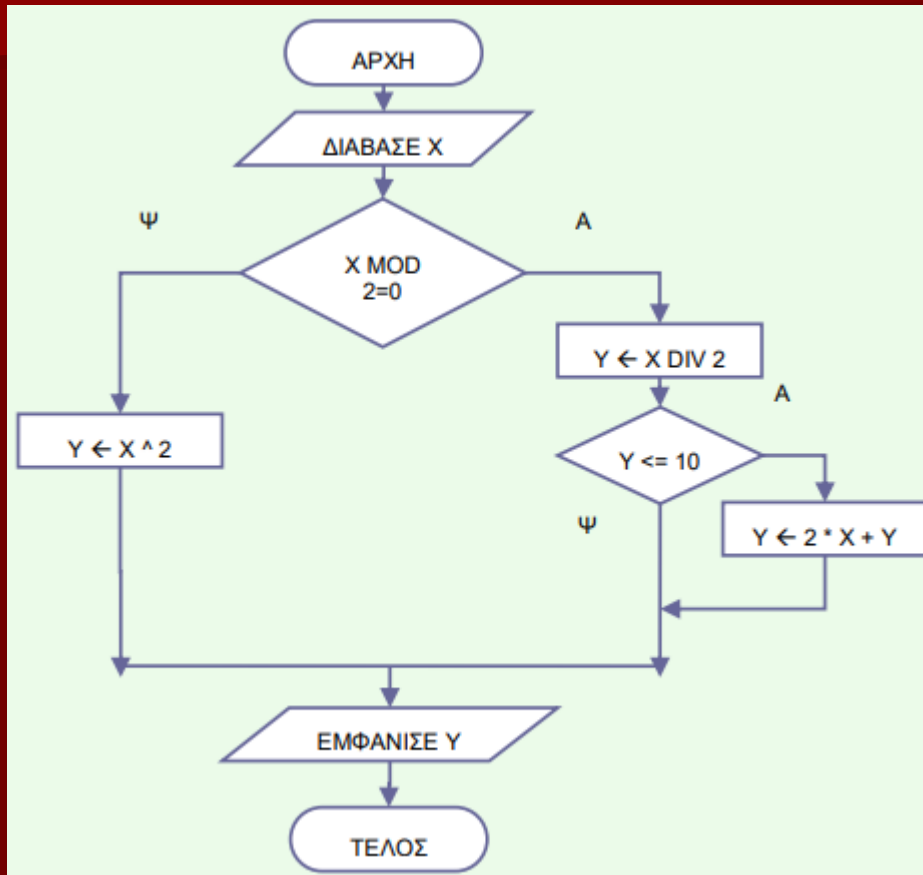 ΑΡΧΗ
ΔΙΑΒΑΣΕ Χ
Ψ
Α
Χ MOD
2=0
Υ ← Χ DIV 2
Α
Υ ← Χ ^ 2
Υ <= 10
Ψ
Υ ← 2 * Χ + Υ
ΕΜΦΑΝΙΣΕ Υ
ΤΕΛΟΣ